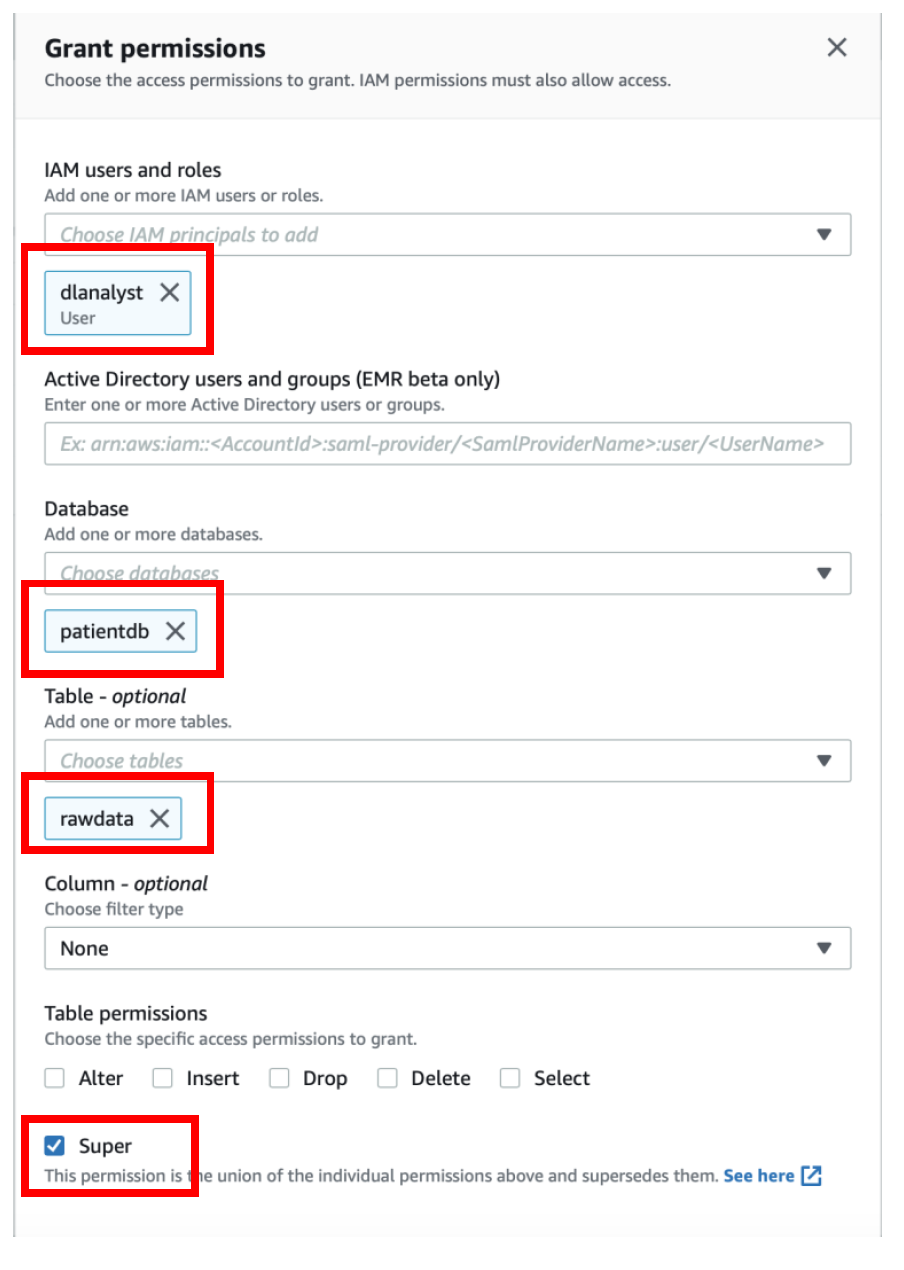 Grant permissions
Choose the access permissions to grant. IAM permissions must also allow access.
IAM users and roles
Add one or more IAM users or roles.
Choose IAM principals to add
dlanalyst
User
Active Directory users and groups (EMR beta only)
Enter one or more Active Directory users or groups.
Ex: arn:aws:iam::<AccountId>:saml-provider/<SamlProviderName>:user/<UserName>
Database
Add one or more databases.
Choose databases
patientdb
Table - optional
Add one or more tables.
Choose tables
rawdata
Column - optional
Choose filter type
None
Table permissions
Choose the specific access permissions to grant.
Alter Insert Drop Delete Select
Super
This permission is the union of the individual permissions above and supersedes them. See here